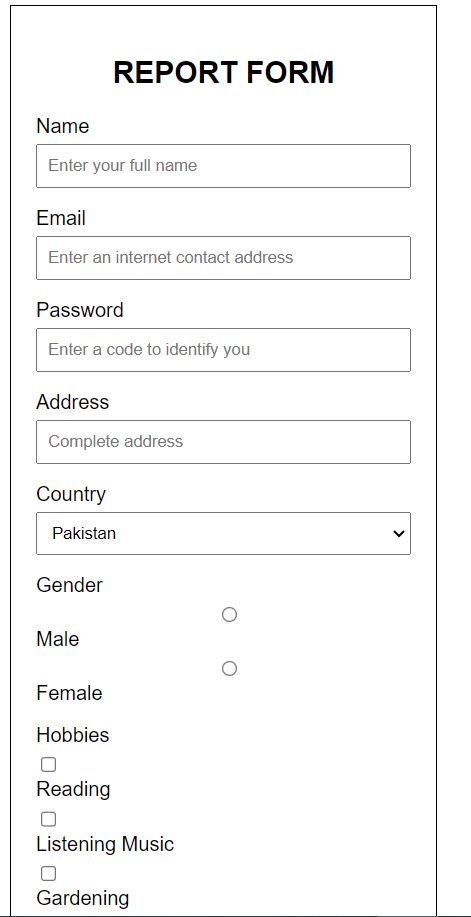 REPORT FORM
Name
Enter your full name
Email
Enter an internet contact address
Password
Enter a code to identify you
Address
Complete address
Country
Pakistan
Gender
Male
Female
Hobbies
Reading
Listening Music
Gardening